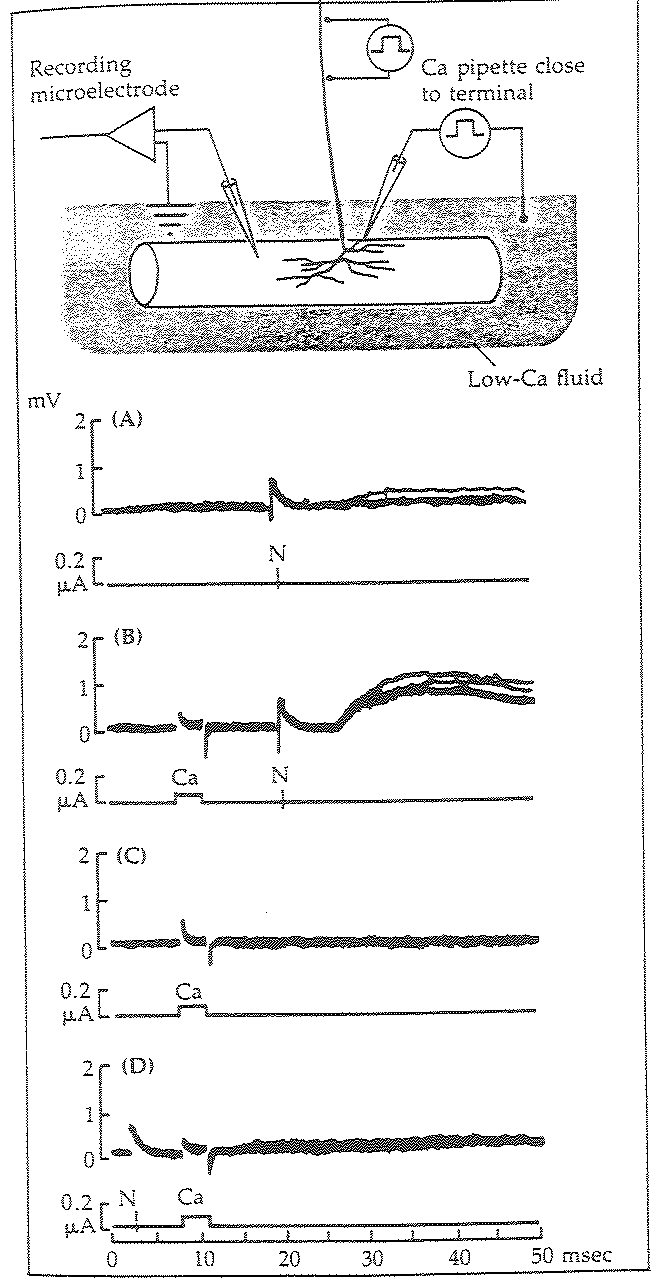 Recording
microelectrode
Ca pipette close
to terminal
Low-Ca fluid
mV
2
(A)
1
0
N
0.2
μA
2
(B)
1
0
Ca
N
0.2
μA
2
(C)
1
0
Ca
0.2
μA
2
(D)
1
0
N
Ca
0.2
μA
0 10 20 30 40 50 msec